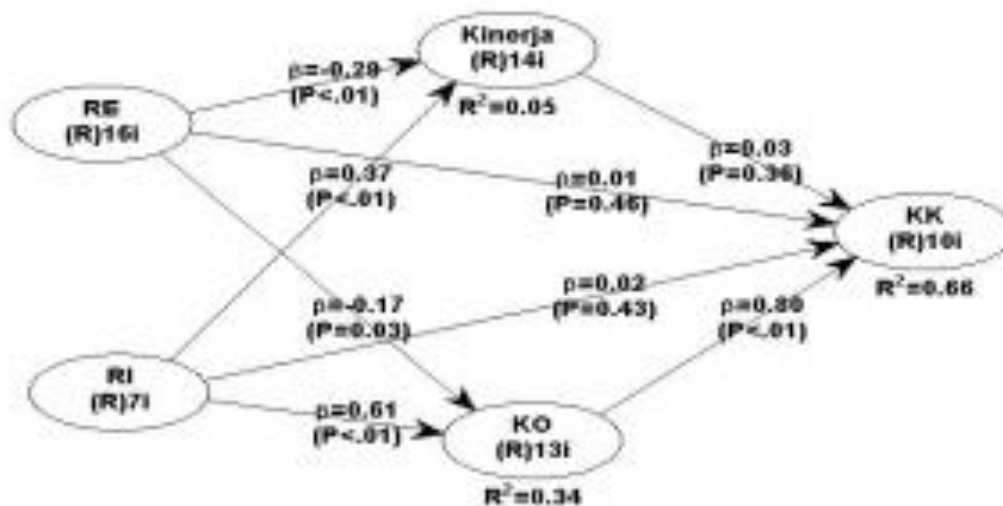 Kinerja
(R)14i
R²=0.05
β=-0.29
(P<.01)
RE
(R)16i
β=0.37
(P<.01)
β=0.01
(P=0.46)
β=0.03
(P=0.36)
KK
(R)10i
R²=0.66
β=-0.17
(P=0.03)
β=0.02
(P=0.43)
β=0.80
(P<.01)
RI
(R)7i
β=0.61
(P<.01)
KO
(R)13i
R²=0.34